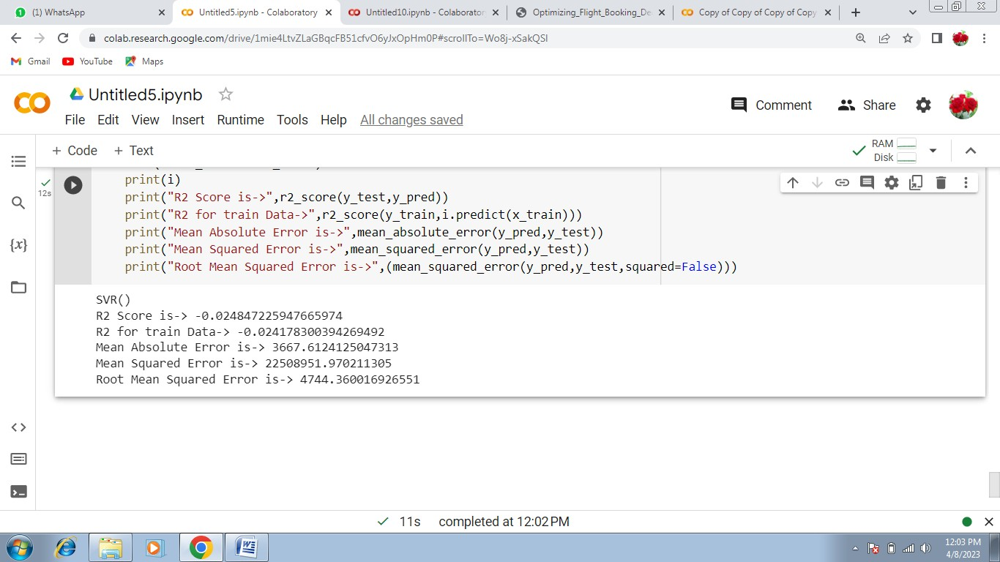 (1) WhatsApp
Untitled5.ipynb - Colaboratory
Untitled10.ipynb - Colaborator
Optimizing_Flight_Booking_De
Copy of Copy of Copy of Copy
colab.research.google.com/drive/1mie4LtvZLaGBqcFB51cfvO6yJxOpHm0P#scrollTo=Wo8j-xSakQSl
Gmail
YouTube
Maps
Untitled5.ipynb
File Edit View Insert Runtime Tools Help All changes saved
Comment
Share
+ Code + Text
RAM
Disk
12s
print(i)
print("R2 Score is->",r2_score(y_test,y_pred))
print("R2 for train Data->",r2_score(y_train,i.predict(x_train)))
print("Mean Absolute Error is->",mean_absolute_error(y_pred,y_test))
print("Mean Squared Error is->",mean_squared_error(y_pred,y_test))
print("Root Mean Squared Error is->",(mean_squared_error(y_pred,y_test,squared=False)))
{x}
SVR()
R2 Score is-> -0.024847225947665974
R2 for train Data-> -0.024178300394269492
Mean Absolute Error is-> 3667.6124125047313
Mean Squared Error is-> 22508951.970211305
Root Mean Squared Error is-> 4744.360016926551
11s completed at 12:02 PM
12:03 PM
4/8/2023